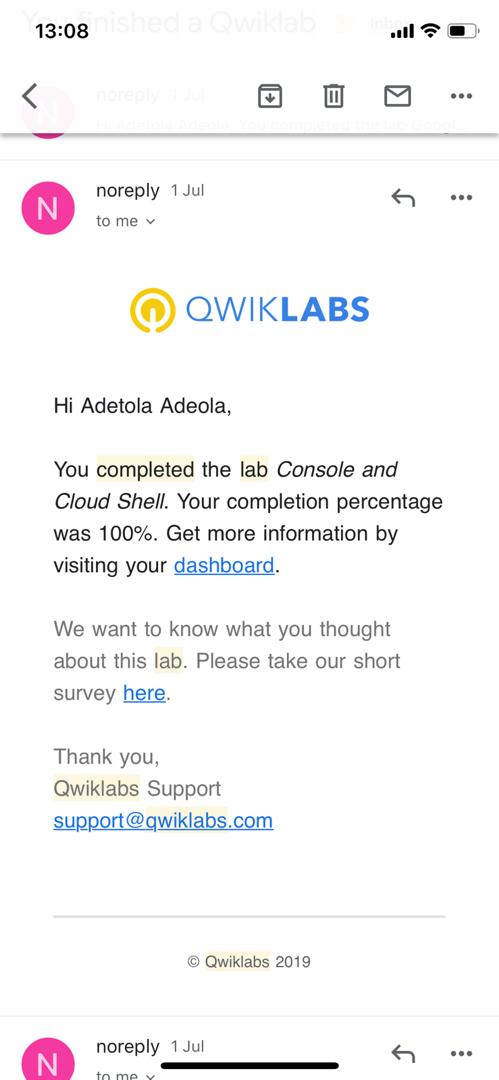 You finished a Qwiklab
Inbox
13:08
noreply 1 Jul
Hi Adetola Adeola, You completed the lab Googl...
N
noreply 1 Jul
to me
QWIKLABS
Hi Adetola Adeola,
You completed the lab Console and
Cloud Shell. Your completion percentage
was 100%. Get more information by
visiting your dashboard.
We want to know what you thought
about this lab. Please take our short
survey here.
Thank you,
Qwiklabs Support
support@qwiklabs.com
© Qwiklabs 2019
N
noreply 1 Jul
to me